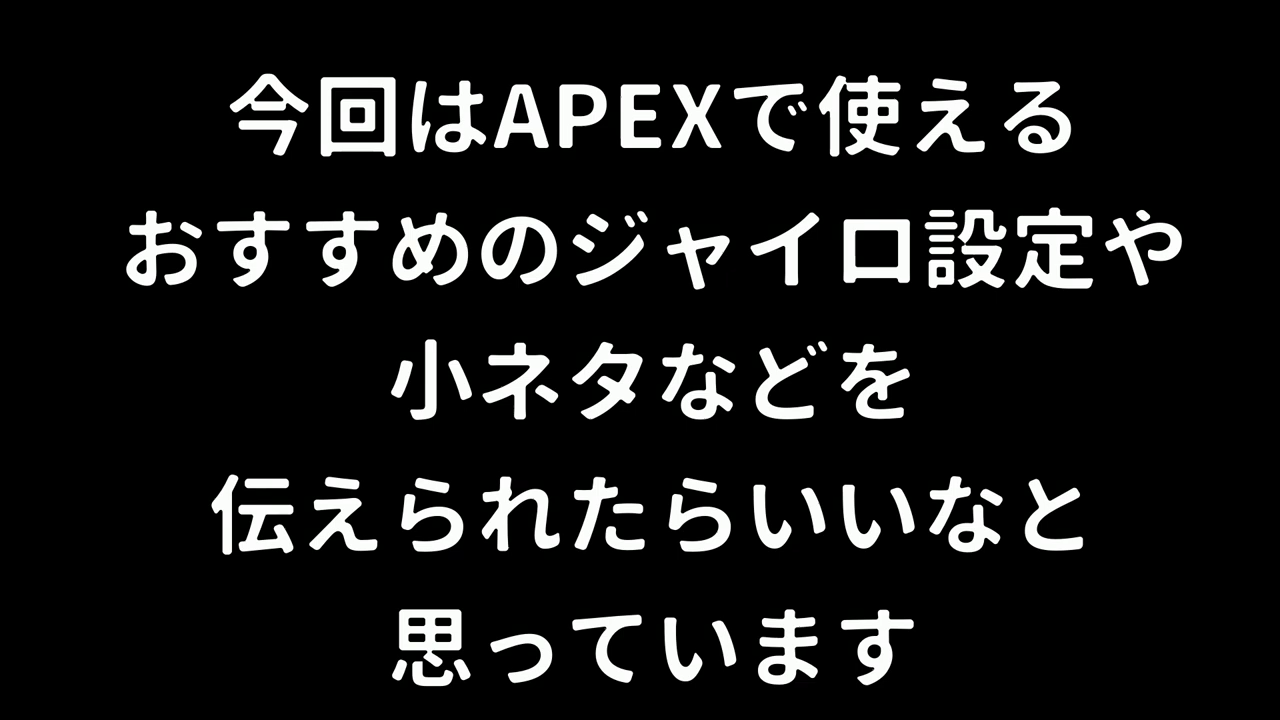 今回はAPEXで使える
おすすめのジャイロ設定や
小ネタなどを
伝えられたらいいなと
思っています